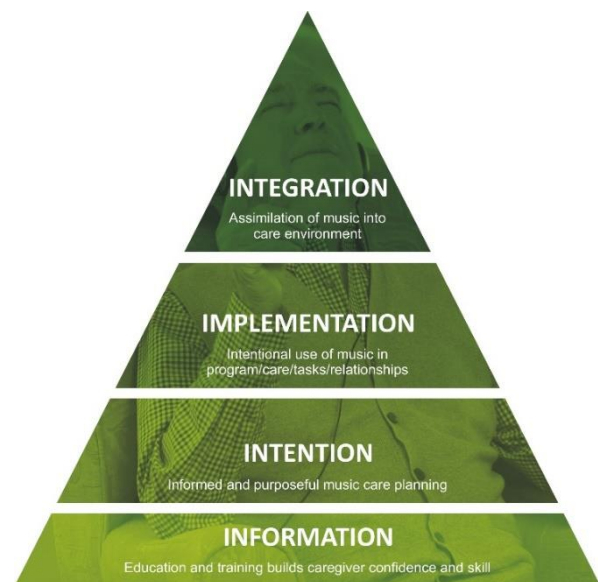 INTEGRATION
Assimilation of music into
care environment
IMPLEMENTATION
Intentional use of music in
program/care/tasks/relationships
INTENTION
Informed and purposeful music care planning
INFORMATION
Education and training builds caregiver confidence and skill